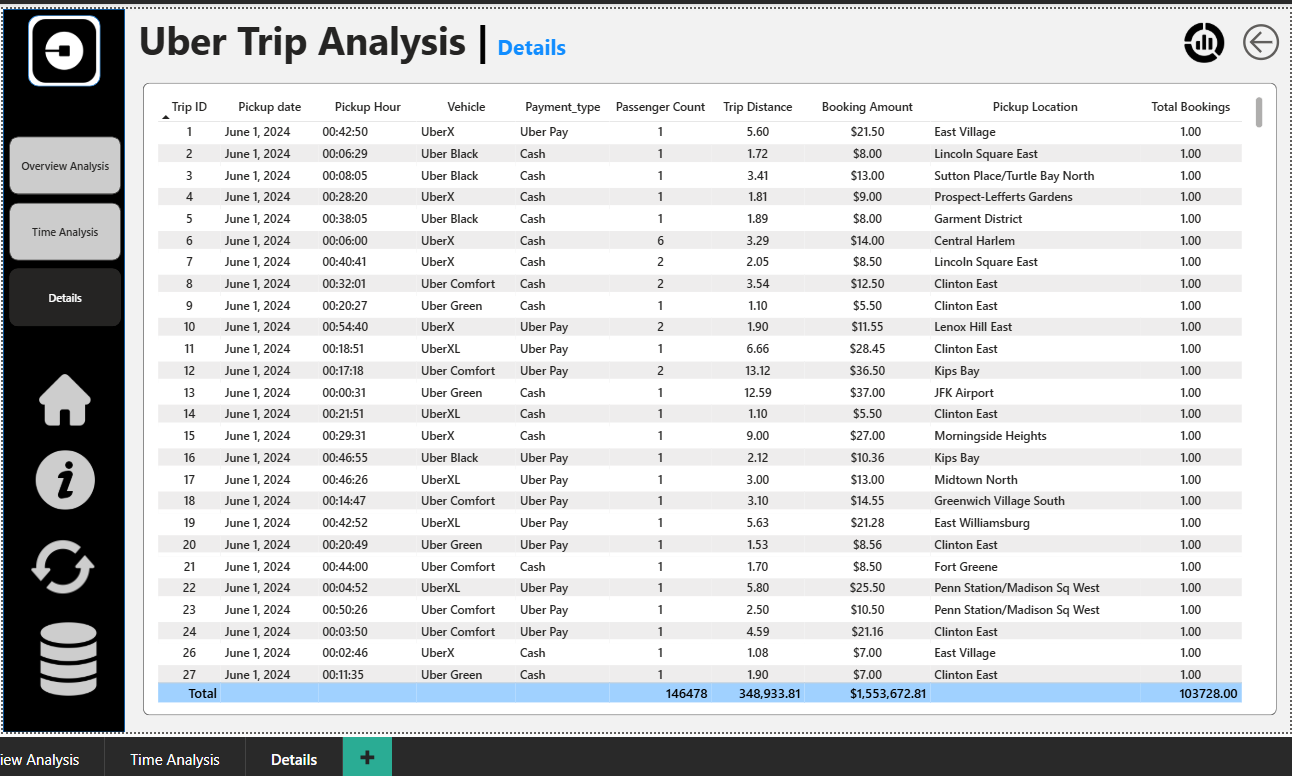 Uber Trip Analysis | Details
Overview Analysis
Time Analysis
Details
Trip ID Pickup date Pickup Hour Vehicle Payment_type Passenger Count Trip Distance Booking Amount Pickup Location Total Bookings
1 June 1, 2024 00:42:50 UberX Uber Pay 1 5.60 $21.50 East Village 1.00
2 June 1, 2024 00:06:29 Uber Black Cash 1 1.72 $8.00 Lincoln Square East 1.00
3 June 1, 2024 00:08:05 Uber Black Cash 1 3.41 $13.00 Sutton Place/Turtle Bay North 1.00
4 June 1, 2024 00:28:20 UberX Cash 1 1.81 $9.00 Prospect-Lefferts Gardens 1.00
5 June 1, 2024 00:38:05 Uber Black Cash 1 1.89 $8.00 Garment District 1.00
6 June 1, 2024 00:06:00 UberX Cash 6 3.29 $14.00 Central Harlem 1.00
7 June 1, 2024 00:40:41 UberX Cash 2 2.05 $8.50 Lincoln Square East 1.00
8 June 1, 2024 00:32:01 Uber Comfort Cash 2 3.54 $12.50 Clinton East 1.00
9 June 1, 2024 00:20:27 Uber Green Cash 1 1.10 $5.50 Clinton East 1.00
10 June 1, 2024 00:54:40 UberX Uber Pay 2 1.90 $11.55 Lenox Hill East 1.00
11 June 1, 2024 00:18:51 UberXL Uber Pay 1 6.66 $28.45 Clinton East 1.00
12 June 1, 2024 00:17:18 Uber Comfort Uber Pay 2 13.12 $36.50 Kips Bay 1.00
13 June 1, 2024 00:00:31 Uber Green Cash 1 12.59 $37.00 JFK Airport 1.00
14 June 1, 2024 00:21:51 UberXL Cash 1 1.10 $5.50 Clinton East 1.00
15 June 1, 2024 00:29:31 UberX Cash 1 9.00 $27.00 Morningside Heights 1.00
16 June 1, 2024 00:46:55 Uber Black Uber Pay 1 2.12 $10.36 Kips Bay 1.00
17 June 1, 2024 00:46:26 UberXL Uber Pay 1 3.00 $13.00 Midtown North 1.00
18 June 1, 2024 00:14:47 Uber Comfort Uber Pay 1 3.10 $14.55 Greenwich Village South 1.00
19 June 1, 2024 00:42:52 UberXL Uber Pay 1 5.63 $21.28 East Williamsburg 1.00
20 June 1, 2024 00:20:49 Uber Green Uber Pay 1 1.53 $8.56 Clinton East 1.00
21 June 1, 2024 00:44:00 Uber Comfort Cash 1 1.70 $8.50 Fort Greene 1.00
22 June 1, 2024 00:04:52 UberXL Uber Pay 1 5.80 $25.50 Penn Station/Madison Sq West 1.00
23 June 1, 2024 00:50:26 Uber Comfort Uber Pay 1 2.50 $10.50 Penn Station/Madison Sq West 1.00
24 June 1, 2024 00:03:50 Uber Comfort Uber Pay 1 4.59 $21.16 Clinton East 1.00
26 June 1, 2024 00:02:46 UberX Cash 1 1.08 $7.00 East Village 1.00
27 June 1, 2024 00:11:35 Uber Green Cash 1 1.90 $7.00 Clinton East 1.00
Total 146478 348,933.81 $1,553,672.81 103728.00
iew Analysis Time Analysis Details +